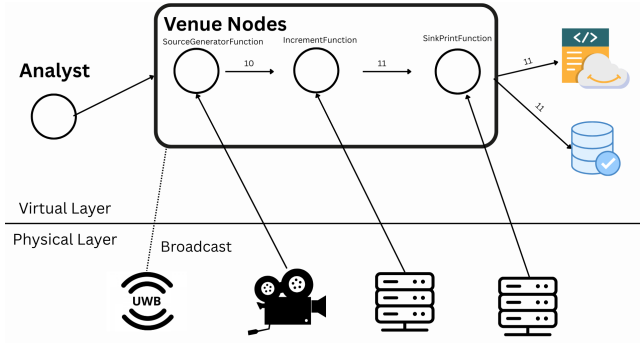 Venue Nodes
SourceGeneratorFunction
IncrementFunction
SinkPrintFunction
Analyst
10
11
11
11
</>
Virtual Layer
Physical Layer
Broadcast
UWB